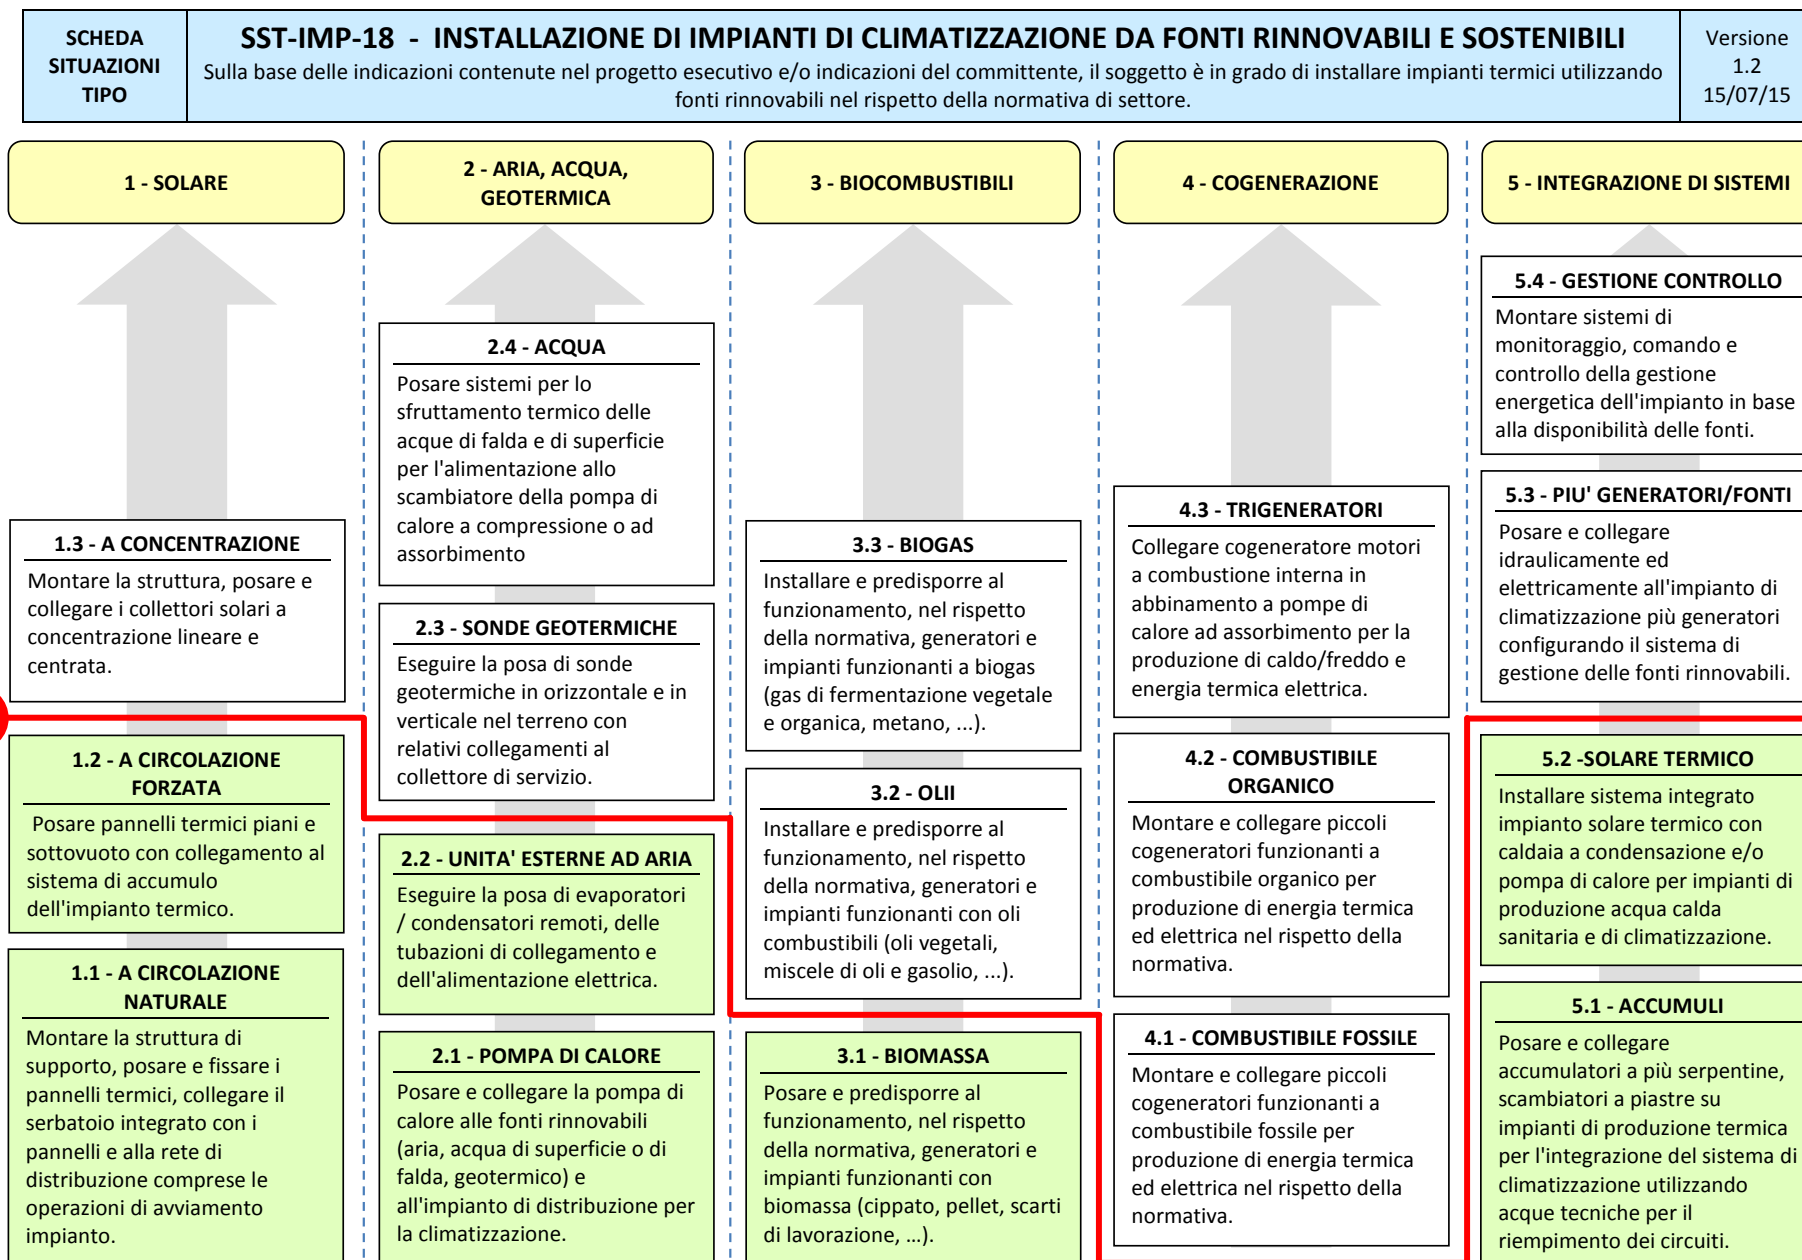 SCHEDA
SITUAZIONI
TIPO
SST-IMP-18 - INSTALLAZIONE DI IMPIANTI DI CLIMATIZZAZIONE DA FONTI RINNOVABILI E SOSTENIBILI
Sulla base delle indicazioni contenute nel progetto esecutivo e/o indicazioni del committente, il soggetto è in grado di installare impianti termici utilizzando
fonti rinnovabili nel rispetto della normativa di settore.
Versione
1.2
15/07/15
1 - SOLARE
1.3 - A CONCENTRAZIONE
Montare la struttura, posare e
collegare i collettori solari a
concentrazione lineare e
centrata.
1.2 - A CIRCOLAZIONE
FORZATA
Posare pannelli termici piani e
sottovuoto con collegamento al
sistema di accumulo
dell'impianto termico.
1.1 - A CIRCOLAZIONE
NATURALE
Montare la struttura di
supporto, posare e fissare i
pannelli termici, collegare il
serbatoio integrato con i
pannelli e alla rete di
distribuzione comprese le
operazioni di avviamento
impianto.
2 - ARIA, ACQUA,
GEOTERMICA
2.4 - ACQUA
Posare sistemi per lo
sfruttamento termico delle
acque di falda e di superficie
per l'alimentazione allo
scambiatore della pompa di
calore a compressione o ad
assorbimento
2.3 - SONDE GEOTERMICHE
Eseguire la posa di sonde
geotermiche in orizzontale e in
verticale nel terreno con
relativi collegamenti al
collettore di servizio.
2.2 - UNITA' ESTERNE AD ARIA
Eseguire la posa di evaporatori
/ condensatori remoti, delle
tubazioni di collegamento e
dell'alimentazione elettrica.
2.1 - POMPA DI CALORE
Posare e collegare la pompa di
calore alle fonti rinnovabili
(aria, acqua di superficie o di
falda, geotermico) e
all'impianto di distribuzione per
la climatizzazione.
3 - BIOCOMBUSTIBILI
3.3 - BIOGAS
Installare e predisporre al
funzionamento, nel rispetto
della normativa, generatori e
impianti funzionanti a biogas
(gas di fermentazione vegetale
e organica, metano, ...).
3.2 - OLII
Installare e predisporre al
funzionamento, nel rispetto
della normativa, generatori e
impianti funzionanti con oli
combustibili (oli vegetali,
miscele di oli e gasolio, ...).
3.1 - BIOMASSA
Posare e predisporre al
funzionamento, nel rispetto
della normativa, generatori e
impianti funzionanti con
biomassa (cippato, pellet, scarti
di lavorazione, …).
4 - COGENERAZIONE
4.3 - TRIGENERATORI
Collegare cogeneratore motori
a combustione interna in
abbinamento a pompe di
calore ad assorbimento per la
produzione di caldo/freddo e
energia termica elettrica.
4.2 - COMBUSTIBILE
ORGANICO
Montare e collegare piccoli
cogeneratori funzionanti a
combustibile organico per
produzione di energia termica
ed elettrica nel rispetto della
normativa.
4.1 - COMBUSTIBILE FOSSILE
Montare e collegare piccoli
cogeneratori funzionanti a
combustibile fossile per
produzione di energia termica
ed elettrica nel rispetto della
normativa.
5 - INTEGRAZIONE DI SISTEMI
5.4 - GESTIONE CONTROLLO
Montare sistemi di
monitoraggio, comando e
controllo della gestione
energetica dell'impianto in base
alla disponibilità delle fonti.
5.3 - PIU' GENERATORI/FONTI
Posare e collegare
idraulicamente ed
elettricamente all'impianto di
climatizzazione più generatori
configurando il sistema di
gestione delle fonti rinnovabili.
5.2 -SOLARE TERMICO
Installare sistema integrato
impianto solare termico con
caldaia a condensazione e/o
pompa di calore per impianti di
produzione acqua calda
sanitaria e di climatizzazione.
5.1 - ACCUMULI
Posare e collegare
accumulatori a più serpentine,
scambiatori a piastre su
impianti di produzione termica
per l'integrazione del sistema di
climatizzazione utilizzando
acque tecniche per il
riempimento dei circuiti.